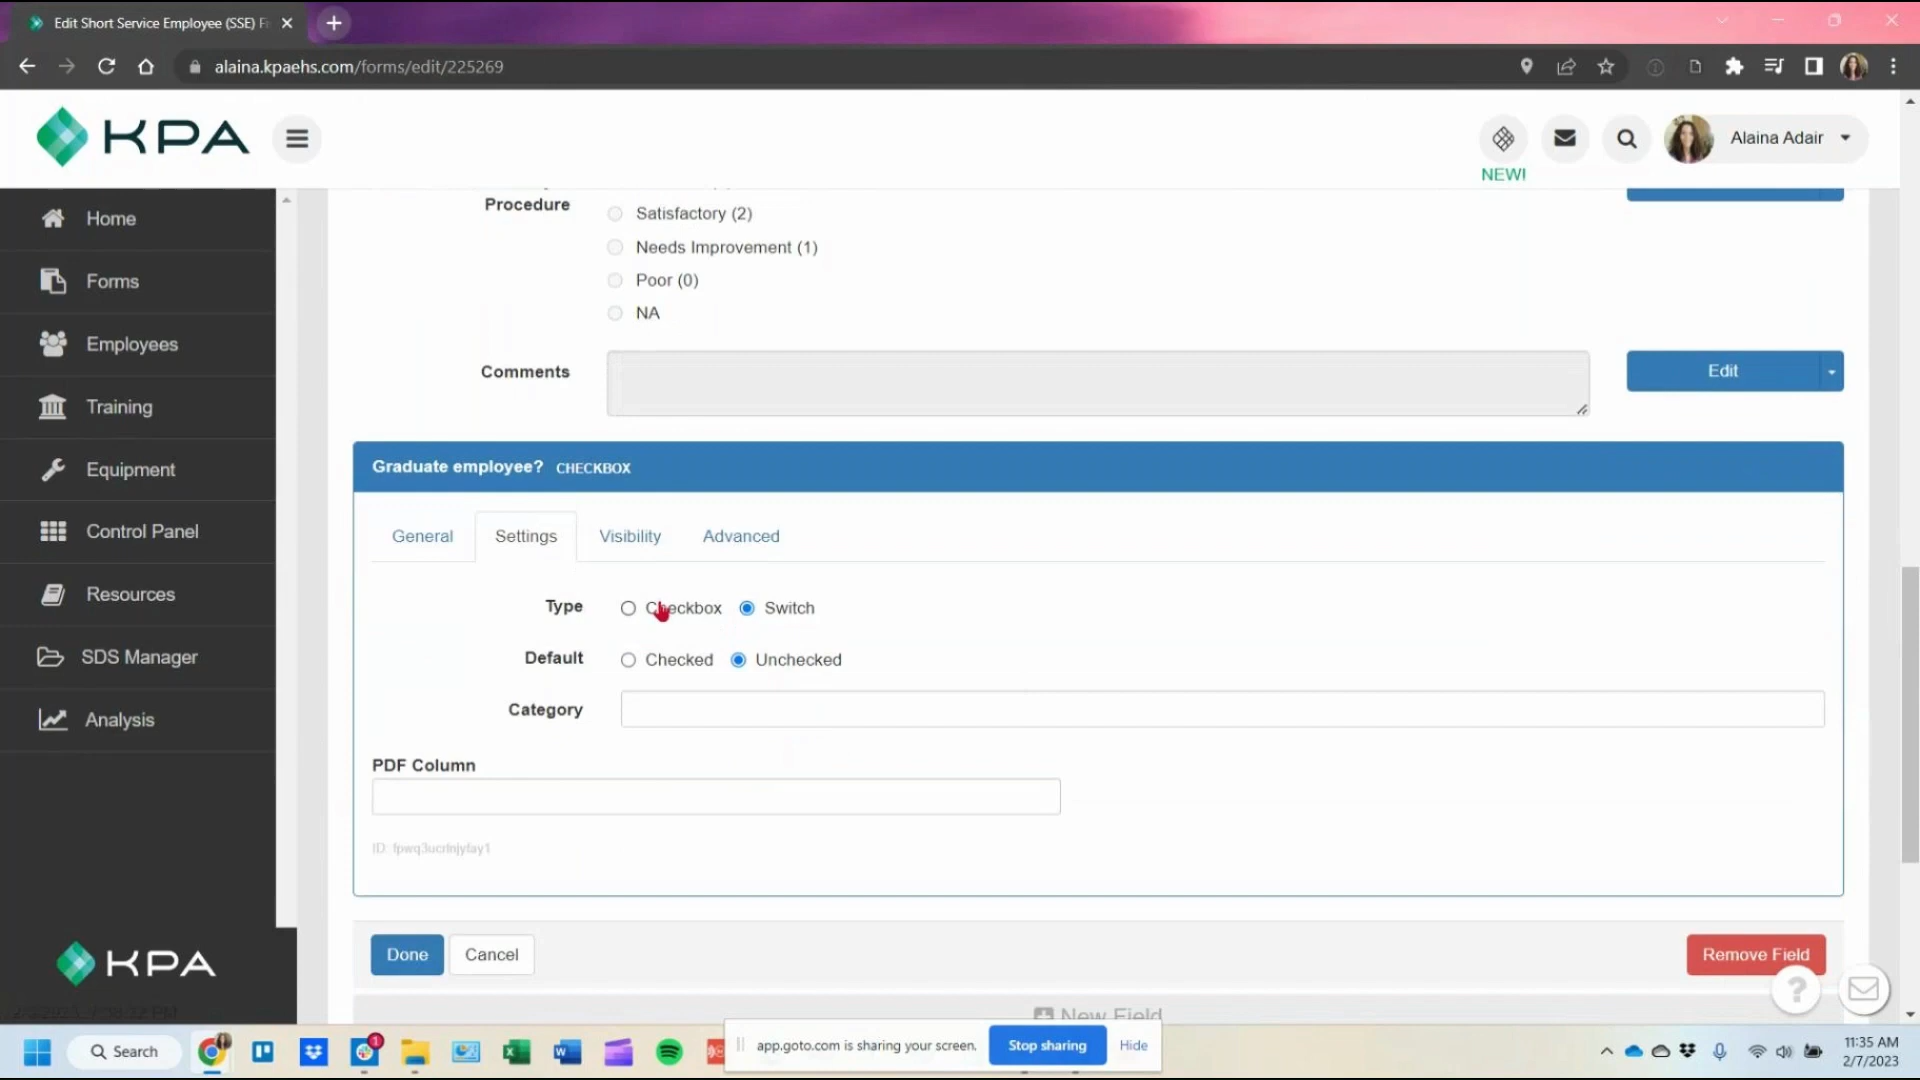 Edit Short Service Employee (SSE) F
alaina.kpaehs.com/forms/edit/225269
KPA
NEW!
Alaina Adair
Home
Forms
Employees
Training
Equipment
Control Panel
Resources
SDS Manager
Analysis
KPA
Procedure
Satisfactory (2)
Needs Improvement (1)
Poor (0)
NA
Comments
Edit
Graduate employee? CHECKBOX
General Settings Visibility Advanced
Type Checkbox Switch
Default Checked Unchecked
Category
PDF Column
Done Cancel Remove Field
?
New Field
Search
app.goto.com is sharing your screen. Stop sharing Hide
11:35 AM
2/7/2023